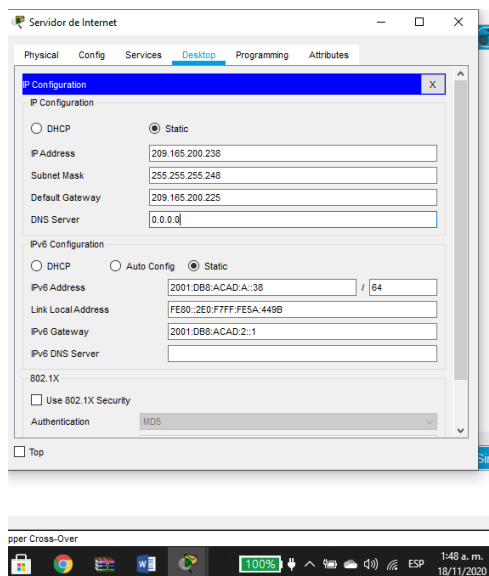 Servidor de Internet
Physical Config Services Desktop Programming Attributes
IP Configuration X
IP Configuration
DHCP Static
IP Address 209.165.200.238
Subnet Mask 255.255.255.248
Default Gateway 209.165.200.225
DNS Server 0.0.0.0
IPv6 Configuration
DHCP Auto Config Static
IPv6 Address 2001:DB8:ACAD:A::38 / 64
Link Local Address FE80::2E0:F7FF:FE5A:449B
IPv6 Gateway 2001:DB8:ACAD:2::1
IPv6 DNS Server
802.1X
Use 802.1X Security
Authentication MD5
Top
pper Cross-Over
100% ESP 1:48 a. m.
18/11/2020